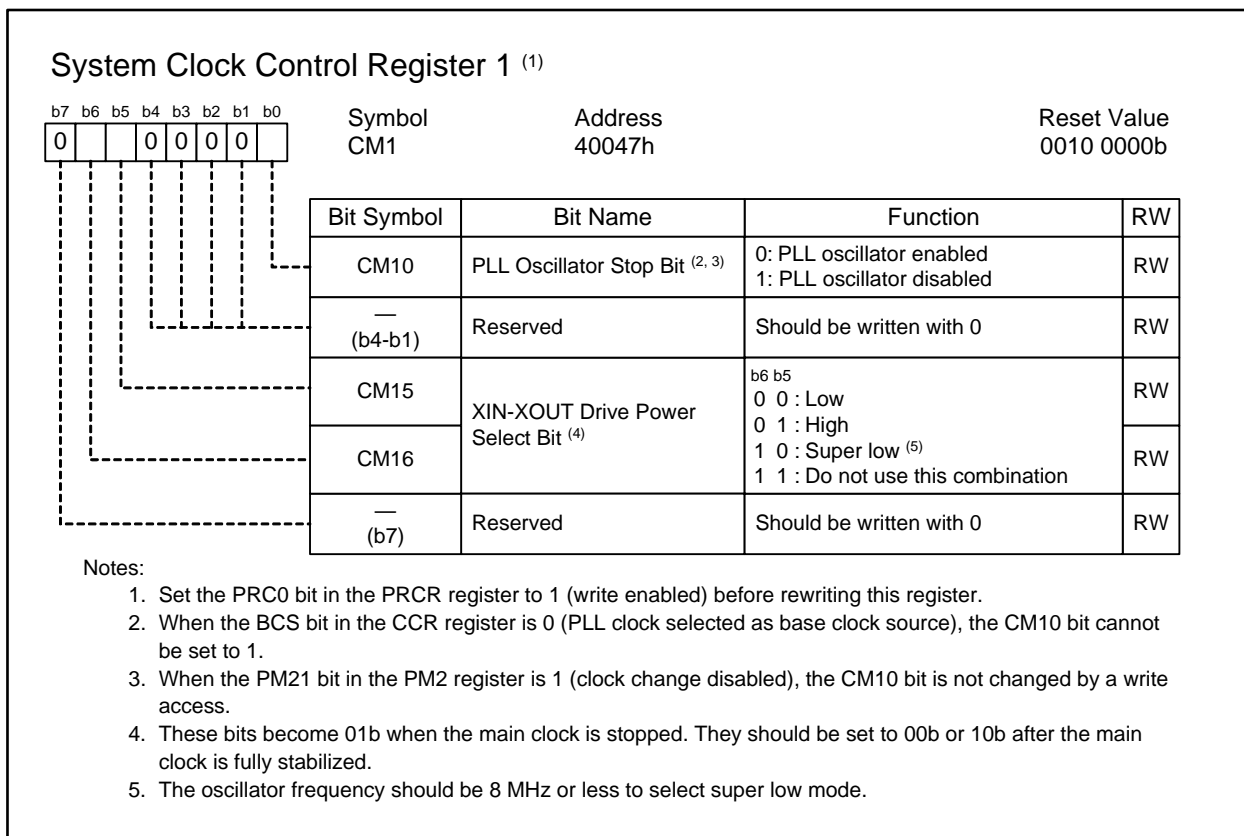 System Clock Control Register 1 (1)
b7 b6 b5 b4 b3 b2 b1 b0
0 0 0 0 0
Symbol Address Reset Value
CM1 40047h 0010 0000b
Bit Symbol Bit Name Function RW
CM10 PLL Oscillator Stop Bit (2, 3) 0: PLL oscillator enabled
1: PLL oscillator disabled RW
—
(b4-b1) Reserved Should be written with 0 RW
CM15 XIN-XOUT Drive Power
Select Bit (4)
b6 b5
0 0 : Low
0 1 : High
1 0 : Super low (5)
1 1 : Do not use this combination
RW
CM16 RW
—
(b7) Reserved Should be written with 0 RW
Notes:
1. Set the PRC0 bit in the PRCR register to 1 (write enabled) before rewriting this register.
2. When the BCS bit in the CCR register is 0 (PLL clock selected as base clock source), the CM10 bit cannot
be set to 1.
3. When the PM21 bit in the PM2 register is 1 (clock change disabled), the CM10 bit is not changed by a write
access.
4. These bits become 01b when the main clock is stopped. They should be set to 00b or 10b after the main
clock is fully stabilized.
5. The oscillator frequency should be 8 MHz or less to select super low mode.